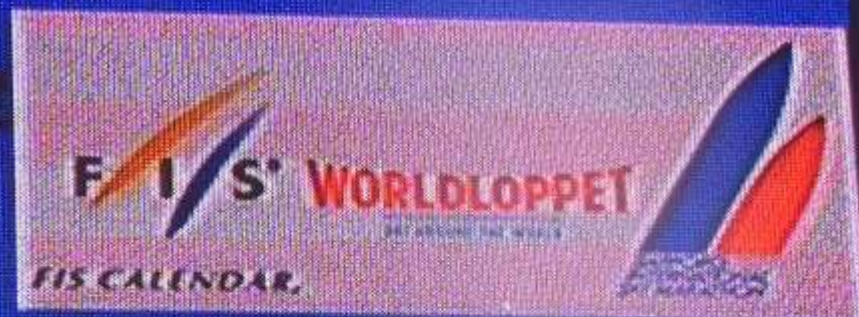 FIS
WORLDLOPPET
SKI AROUND THE WORLD
FIS CALENDAR.